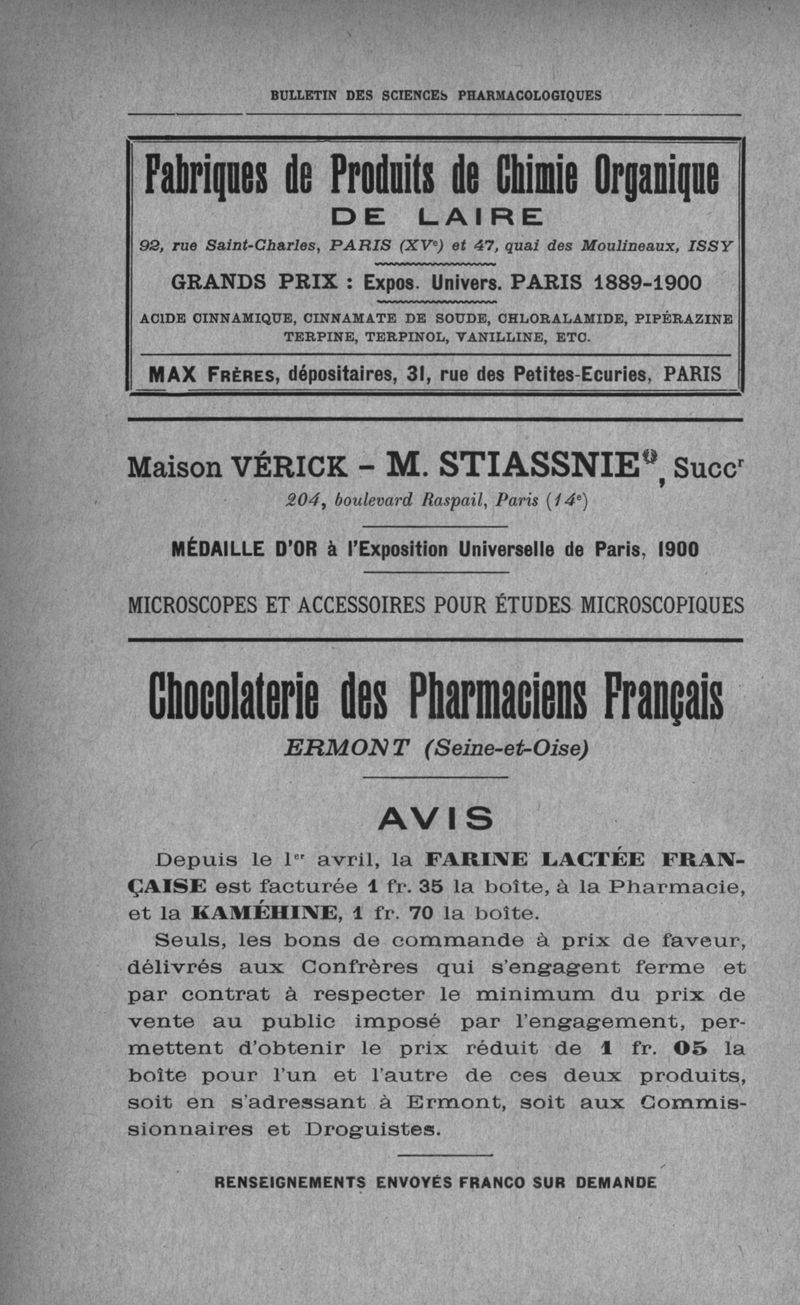 BULLETIN DES SCIENCES PHARMACOLOGIQUES
Fabriques de Produits de Chimie Organique
DE LAIRE
92, rue Saint-Charles, PARIS (XVe) et 47, quai des Moulineaux, ISSY
GRANDS PRIX : Expos. Univers. PARIS 1889-1900
ACIDE CINNAMIQUE, CINNAMATE DE SOUDE, CHLORALAMIDE, PIPÉRAZINE
TERPINE, TERPINOL, VANILLINE, ETC.
MAX FRÈRES, dépositaires, 31, rue des Petites-Ecuries, PARIS
Maison VÉRICK - M. STIASSNIE, Succr
204, boulevard Raspail, Paris (14e)
MÉDAILLE D'OR à l'Exposition Universelle de Paris, 1900
MICROSCOPES ET ACCESSOIRES POUR ÉTUDES MICROSCOPIQUES
Chocolaterie des Pharmaciens Français
ERMONT (Seine-et-Oise)
AVIS
Depuis le 1er avril, la FARINE LACTÉE FRAN-
ÇAISE est facturée 1 fr. 35 la boîte, à la Pharmacie,
et la KAMÉHINE, 1 fr. 70 la boîte.
Seuls, les bons de commande à prix de faveur,
délivrés aux Confrères qui s'engagent ferme et
par contrat à respecter le minimum du prix de
vente au public imposé par l'engagement, per-
mettent d'obtenir le prix réduit de 1 fr. 05 la
boîte pour l'un et l'autre de ces deux produits,
soit en s'adressant à Ermont, soit aux Commis-
sionnaires et Droguistes.
RENSEIGNEMENTS ENVOYÉS FRANCO SUR DEMANDE